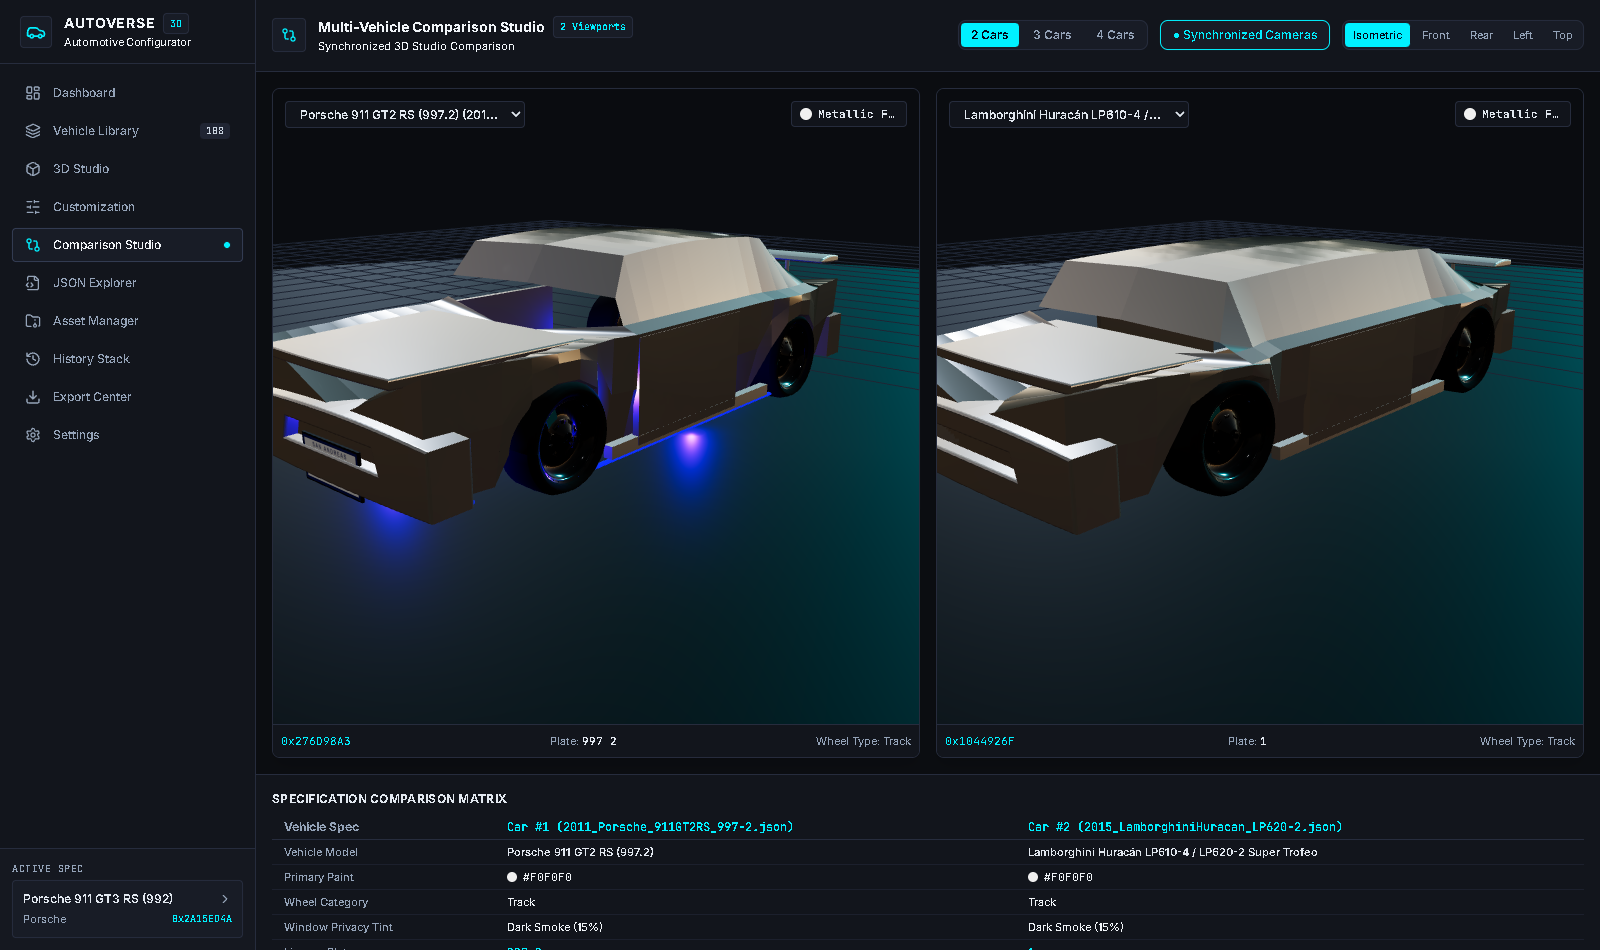 AUTOVERSE 3D
Automotive Configurator
Dashboard
Vehicle Library 108
3D Studio
Customization
Comparison Studio
JSON Explorer
Asset Manager
History Stack
Export Center
Settings
ACTIVE SPEC
Porsche 911 GT3 RS (992)
Porsche 0x2A15ED4A
Multi-Vehicle Comparison Studio 2 Viewports
Synchronized 3D Studio Comparison
2 Cars 3 Cars 4 Cars
Synchronized Cameras
Isometric Front Rear Left Top
Porsche 911 GT2 RS (997.2) (201...
Metallic F…
SAN ANDREAS
0x276D98A3 Plate: 997 2 Wheel Type: Track
Lamborghini Huracán LP610-4 /...
Metallic F…
0x1044926F Plate: 1 Wheel Type: Track
SPECIFICATION COMPARISON MATRIX
Vehicle Spec Car #1 (2011_Porsche_911GT2RS_997-2.json) Car #2 (2015_LamborghiniHuracan_LP620-2.json)
Vehicle Model Porsche 911 GT2 RS (997.2) Lamborghini Huracán LP610-4 / LP620-2 Super Trofeo
Primary Paint #F0F0F0 #F0F0F0
Wheel Category Track Track
Window Privacy Tint Dark Smoke (15%) Dark Smoke (15%)